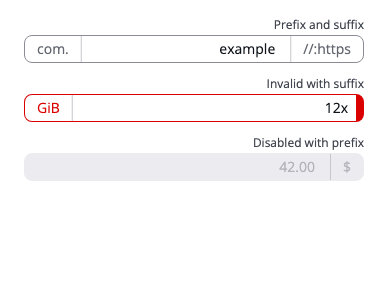 Prefix and suffix
com. example //:https
Invalid with suffix
GiB 12x
Disabled with prefix
42.00 $